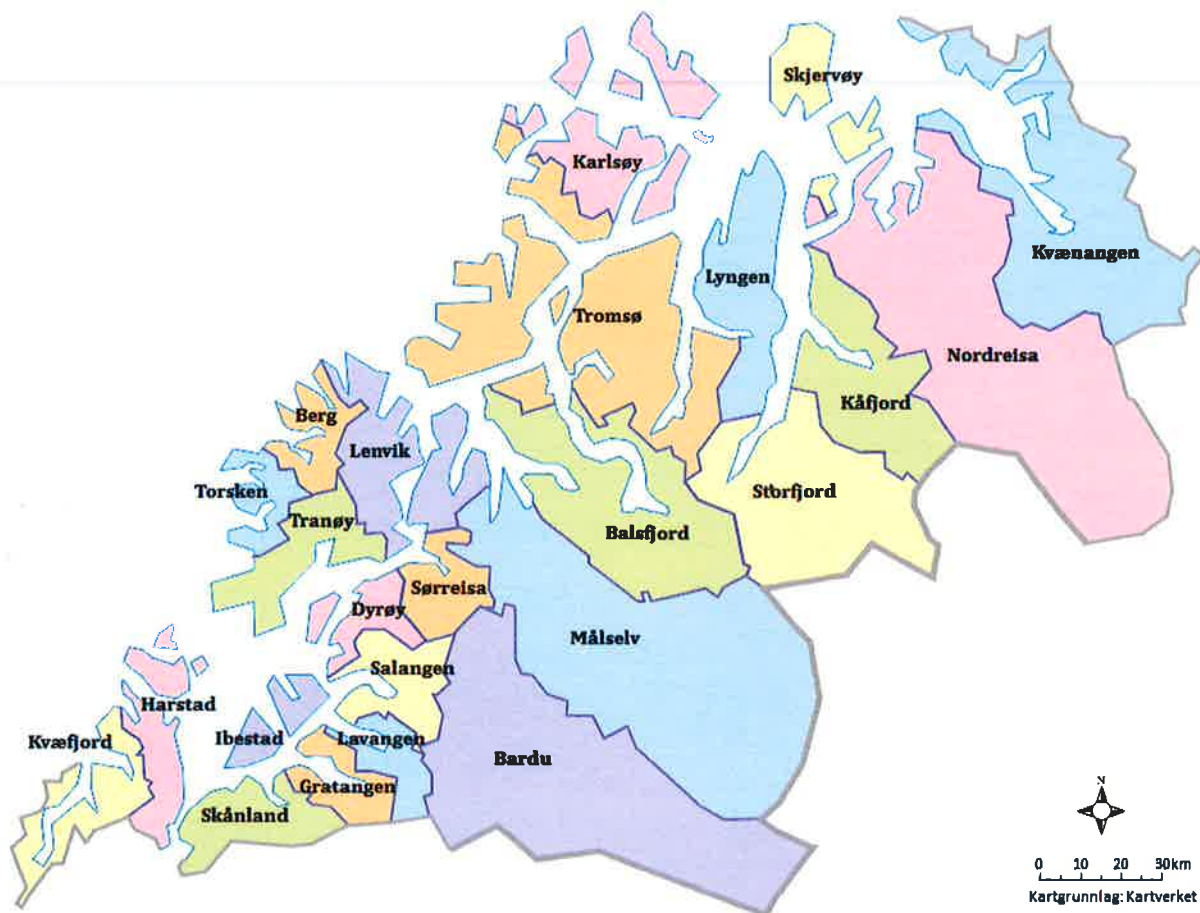 Skjervøy
Karlsøy
Kvænangen
Lyngen
Tromsø
Nordreisa
Kåfjord
Berg
Lenvik
Torsken
Storfjord
Tranøy
Balsfjord
Sørreisa
Dyrøy
Målselv
Salangen
Harstad
Ibestad
Lavangen
Kvæfjord
Bardu
Gratangen
Skånland
N
0 10 20 30km
Kartgrunnlag: Kartverket